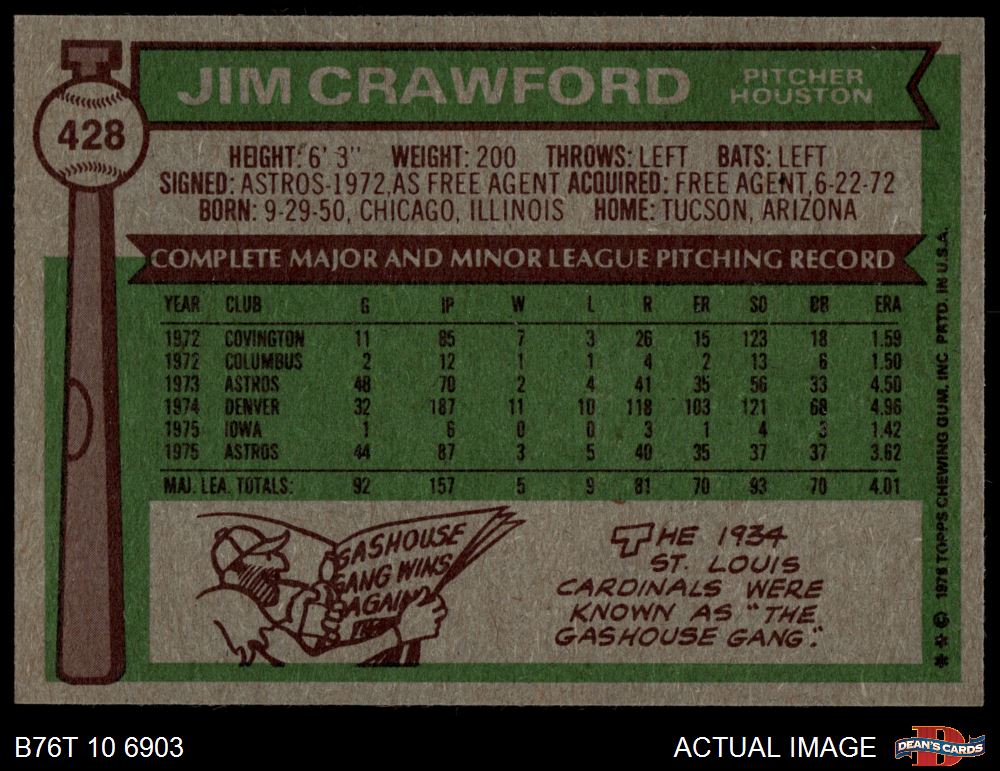 JIM CRAWFORD
PITCHER
HOUSTON
428
HEIGHT: 6' 3" WEIGHT: 200 THROWS: LEFT BATS: LEFT
SIGNED: ASTROS-1972, AS FREE AGENT ACQUIRED: FREE AGENT, 6-22-72
BORN: 9-29-50, CHICAGO, ILLINOIS HOME: TUCSON, ARIZONA
COMPLETE MAJOR AND MINOR LEAGUE PITCHING RECORD
YEAR CLUB G IP W L R ER SO BB ERA
1972 COVINGTON 11 85 7 3 26 15 123 18 1.59
1972 COLUMBUS 2 12 1 1 4 2 13 6 1.50
1973 ASTROS 48 70 2 4 41 35 56 33 4.50
1974 DENVER 32 187 11 10 118 103 121 68 4.96
1975 IOWA 1 6 0 0 3 1 4 3 1.42
1975 ASTROS 44 87 3 5 40 35 37 37 3.62
MAJ. LEA. TOTALS: 92 157 5 9 81 70 93 70 4.01
GASHOUSE
GANG WINS
AGAIN
THE 1934
ST. LOUIS
CARDINALS WERE
KNOWN AS "THE
GASHOUSE GANG".
** © 1976 TOPPS CHEWING GUM, INC. PRTD. IN U.S.A.
B76T 10 6903
ACTUAL IMAGE
DEAN'S CARDS